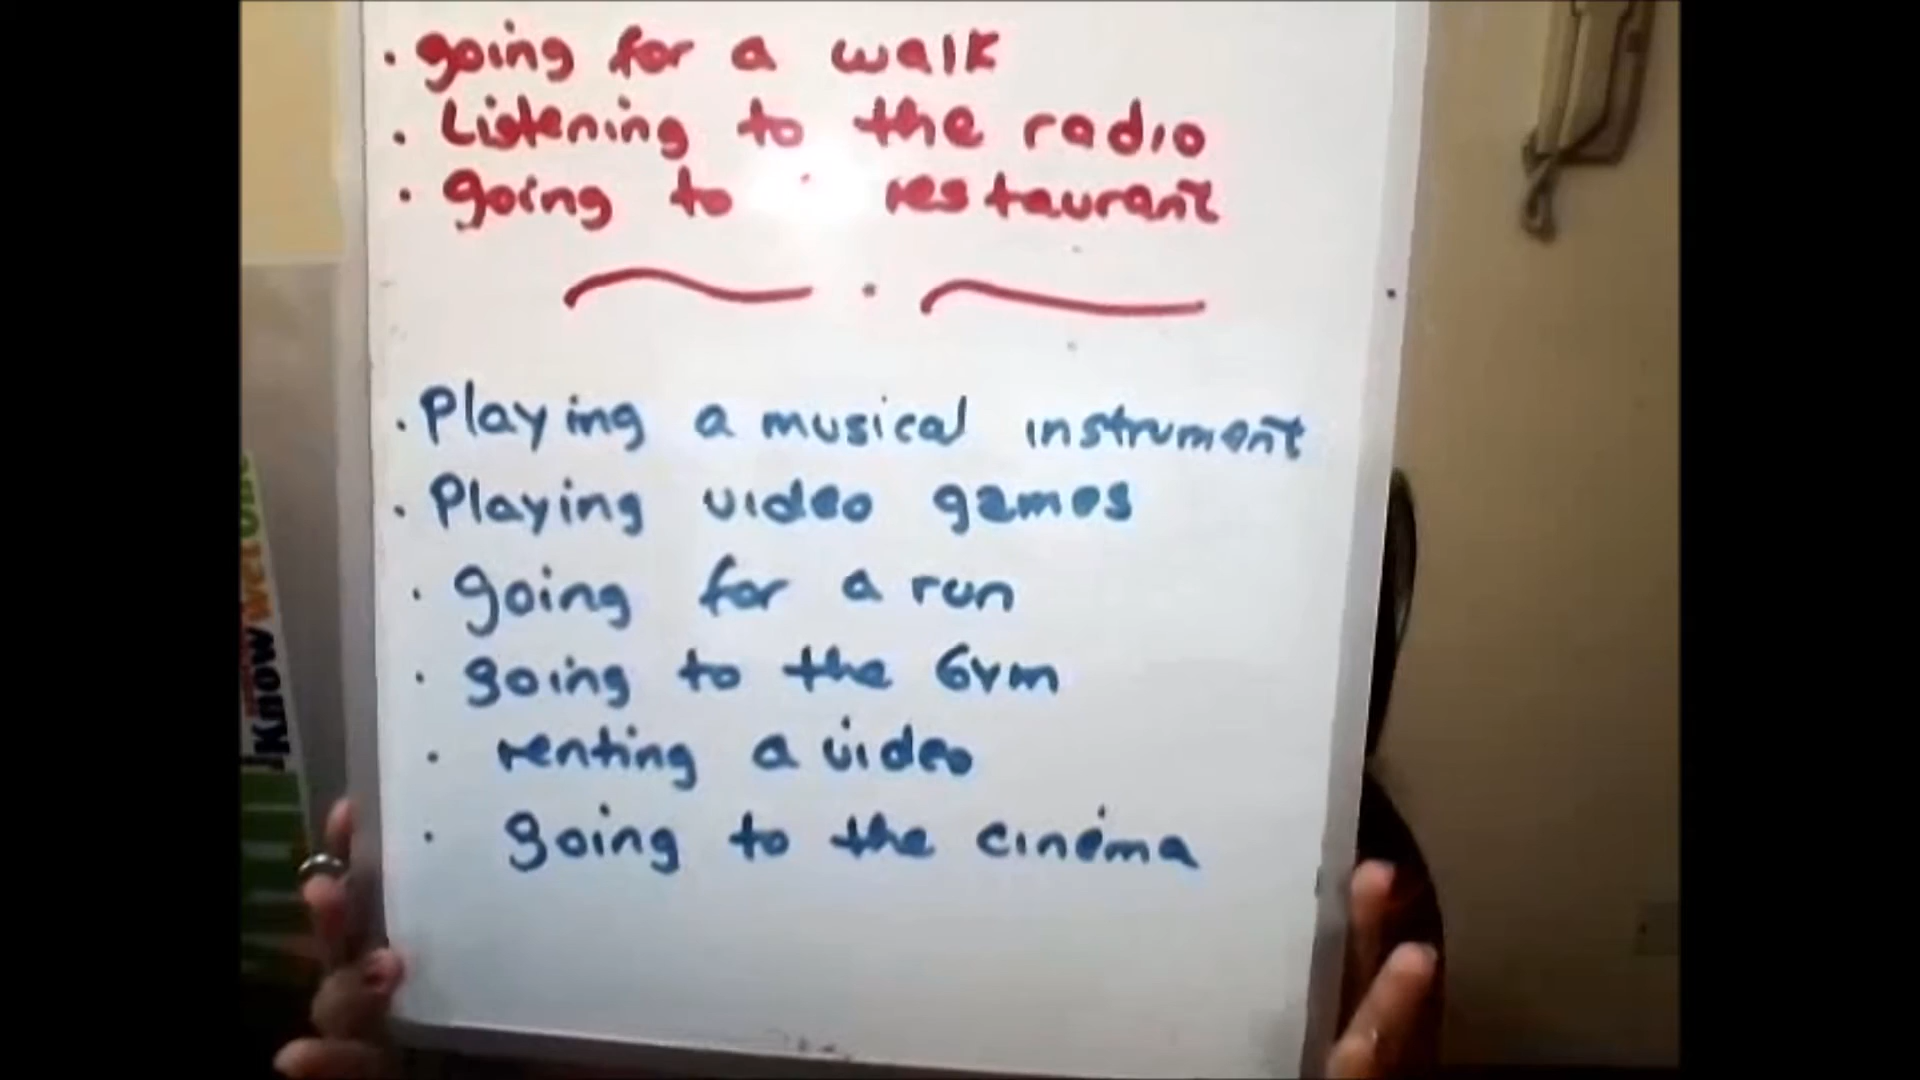 · going for a walk
· Listening to the radio
· going to restaurant
· Playing a musical instrument
· Playing video games
· going for a run
· going to the Gym
· renting a video
· going to the cinema
Know